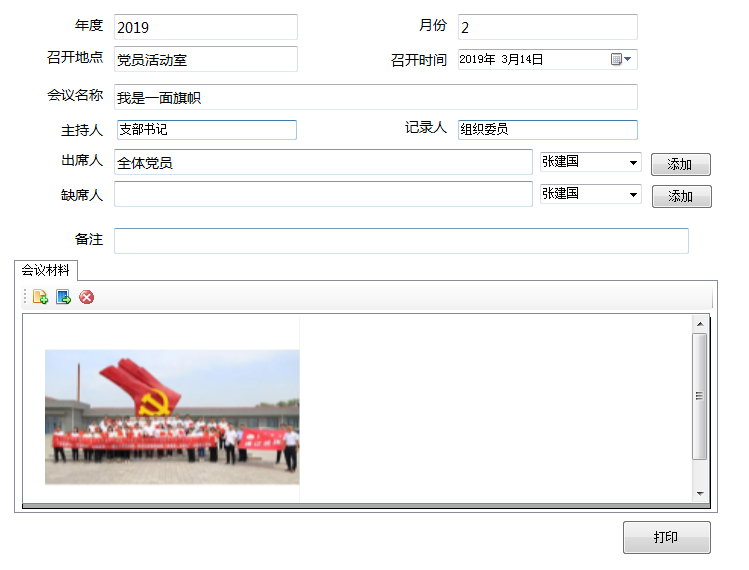 年度 2019 月份 2
召开地点 党员活动室 召开时间 2019年 3月14日
会议名称 我是一面旗帜
主持人 支部书记 记录人 组织委员
出席人 全体党员 张建国 添加
缺席人 张建国 添加
备注
会议材料
打印